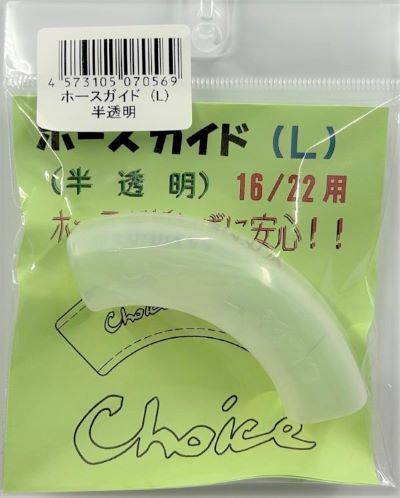 4 573105 070569
ホースガイド (L)
半透明
ホースガイド (L)
(半透明) 16/22用
に安心!!
Choice
Choice